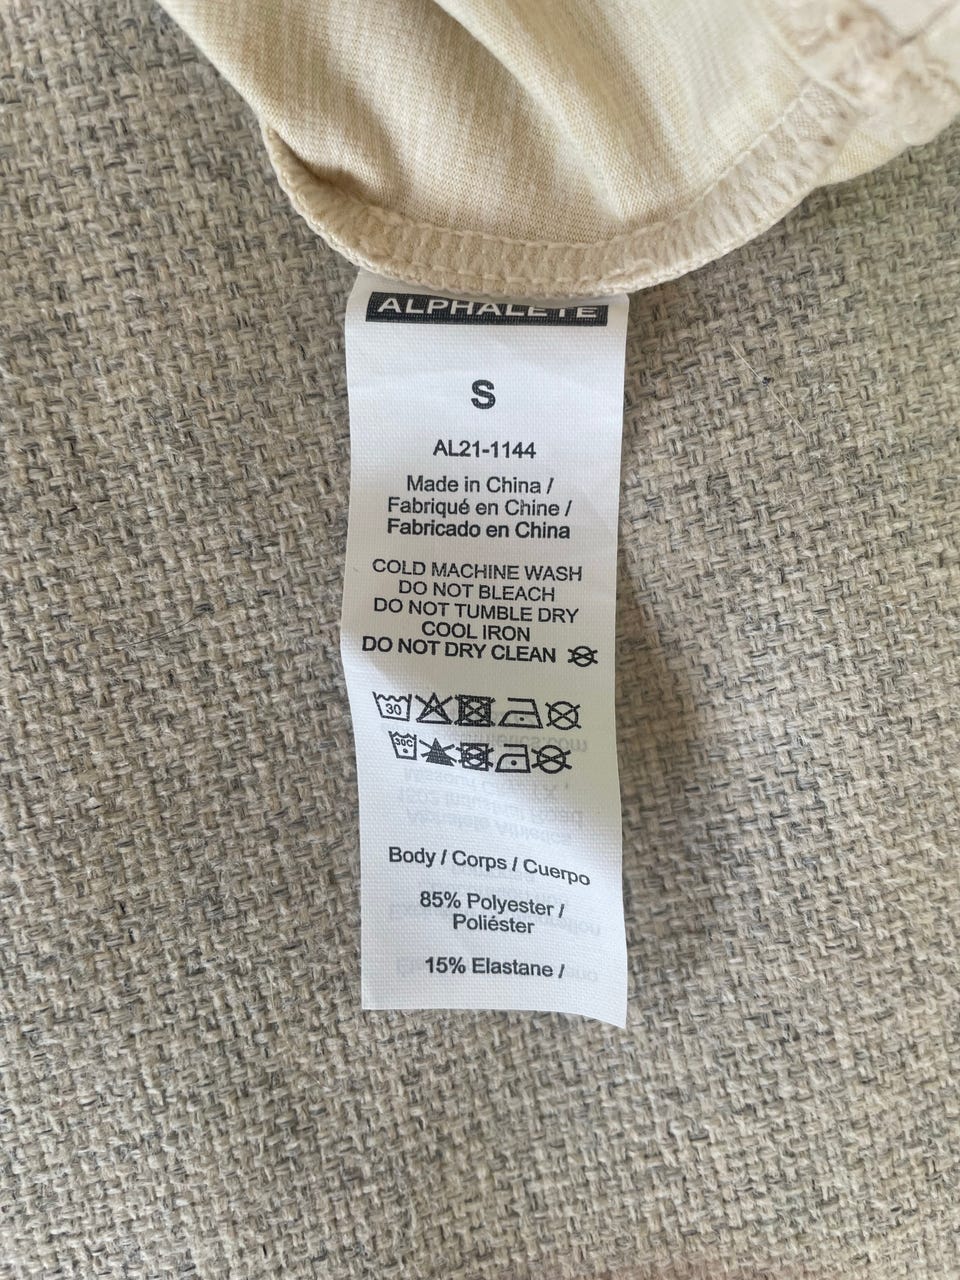 ALPHALETE
S
AL21-1144
Made in China /
Fabriqué en Chine /
Fabricado en China
COLD MACHINE WASH
DO NOT BLEACH
DO NOT TUMBLE DRY
COOL IRON
DO NOT DRY CLEAN
30
30C
Body / Corps / Cuerpo
85% Polyester /
Poliéster
15% Elastane /